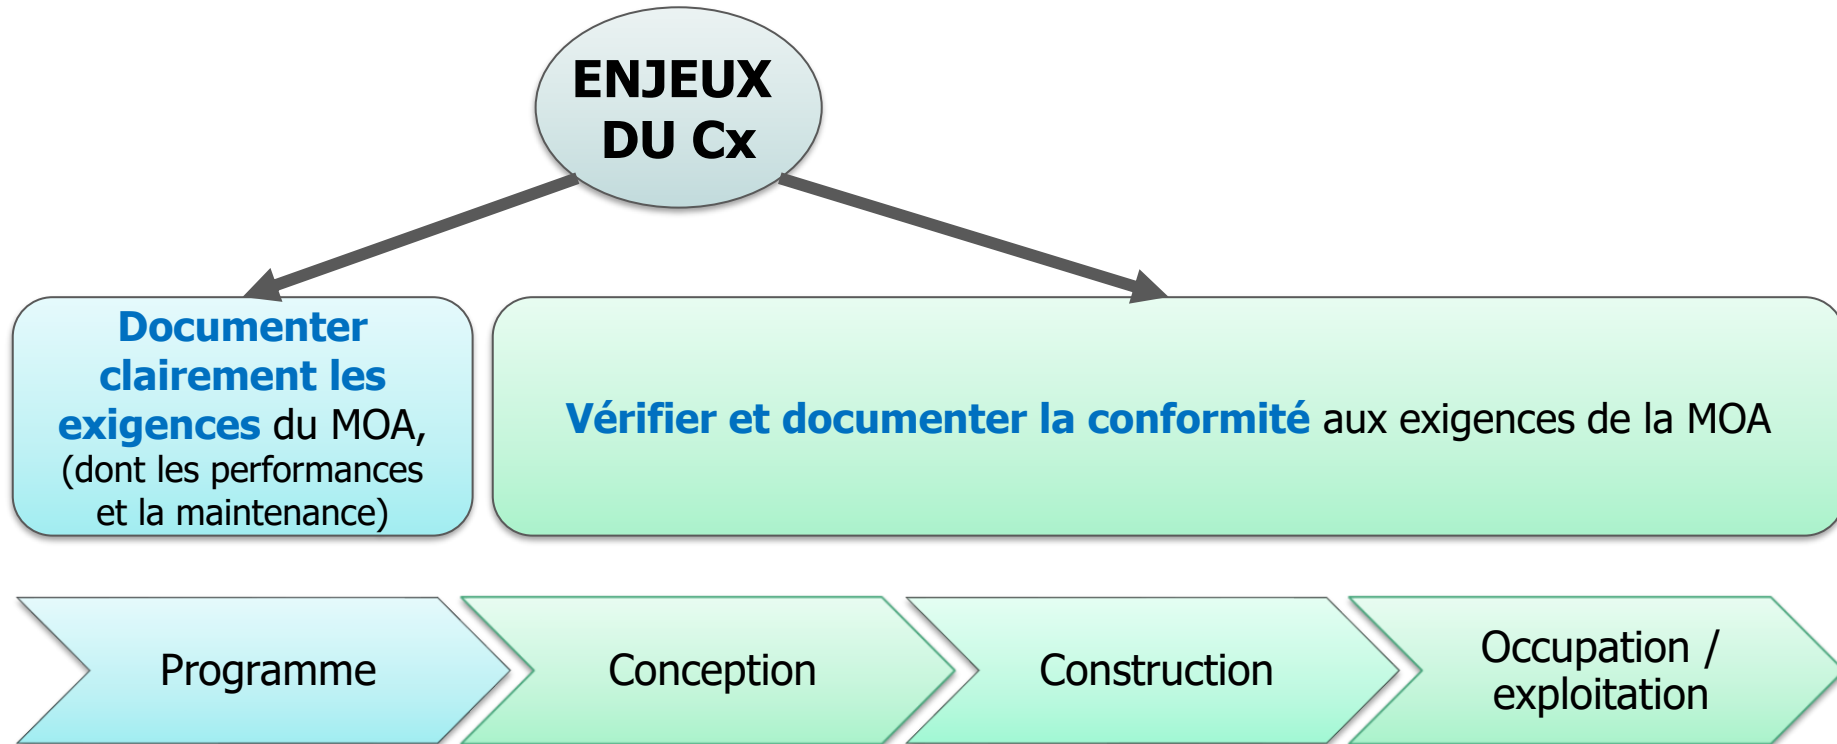 ENJEUX
DU Cx
Documenter
clairement les
exigences du MOA,
(dont les performances
et la maintenance)
Vérifier et documenter la conformité aux exigences de la MOA
Programme
Conception
Construction
Occupation /
exploitation